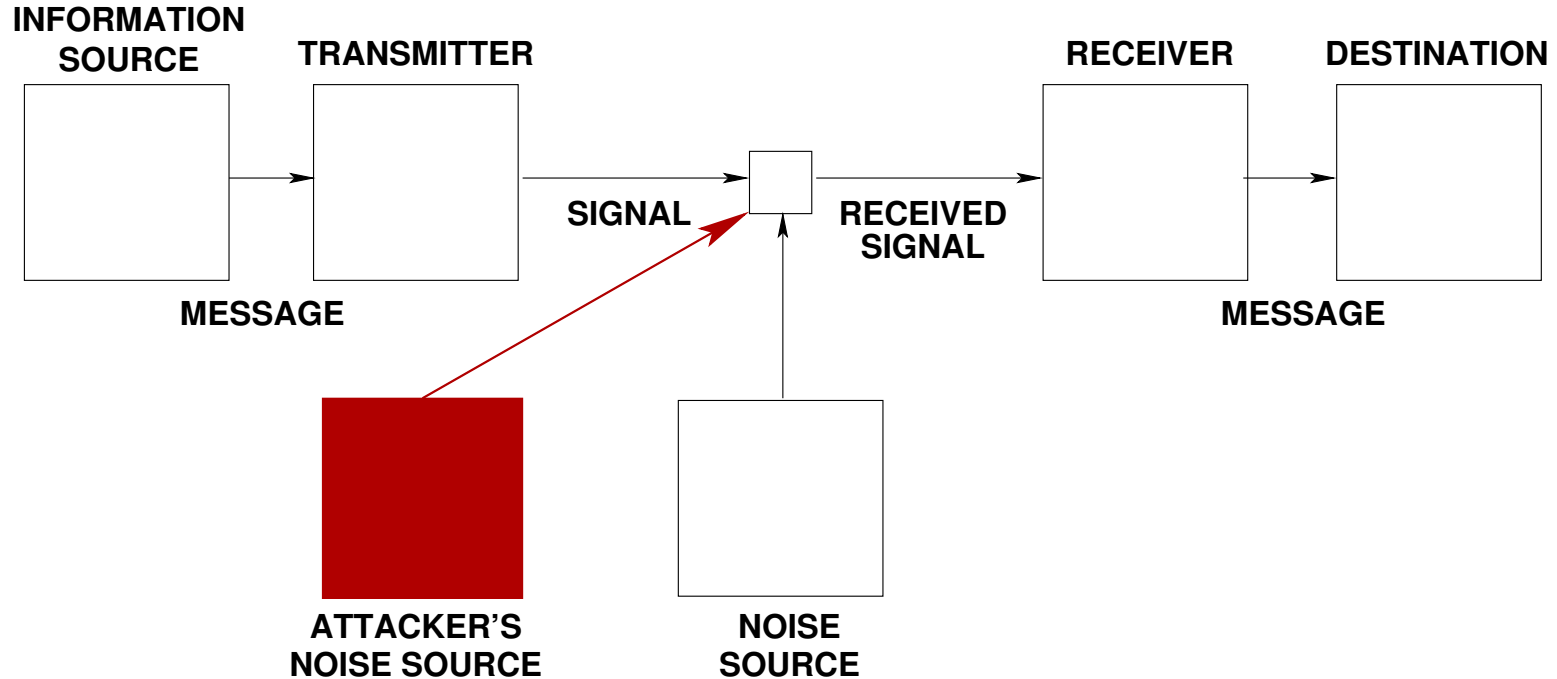 INFORMATION
SOURCE
TRANSMITTER
RECEIVER
DESTINATION
SIGNAL
RECEIVED
SIGNAL
MESSAGE
MESSAGE
ATTACKER'S
NOISE SOURCE
NOISE
SOURCE